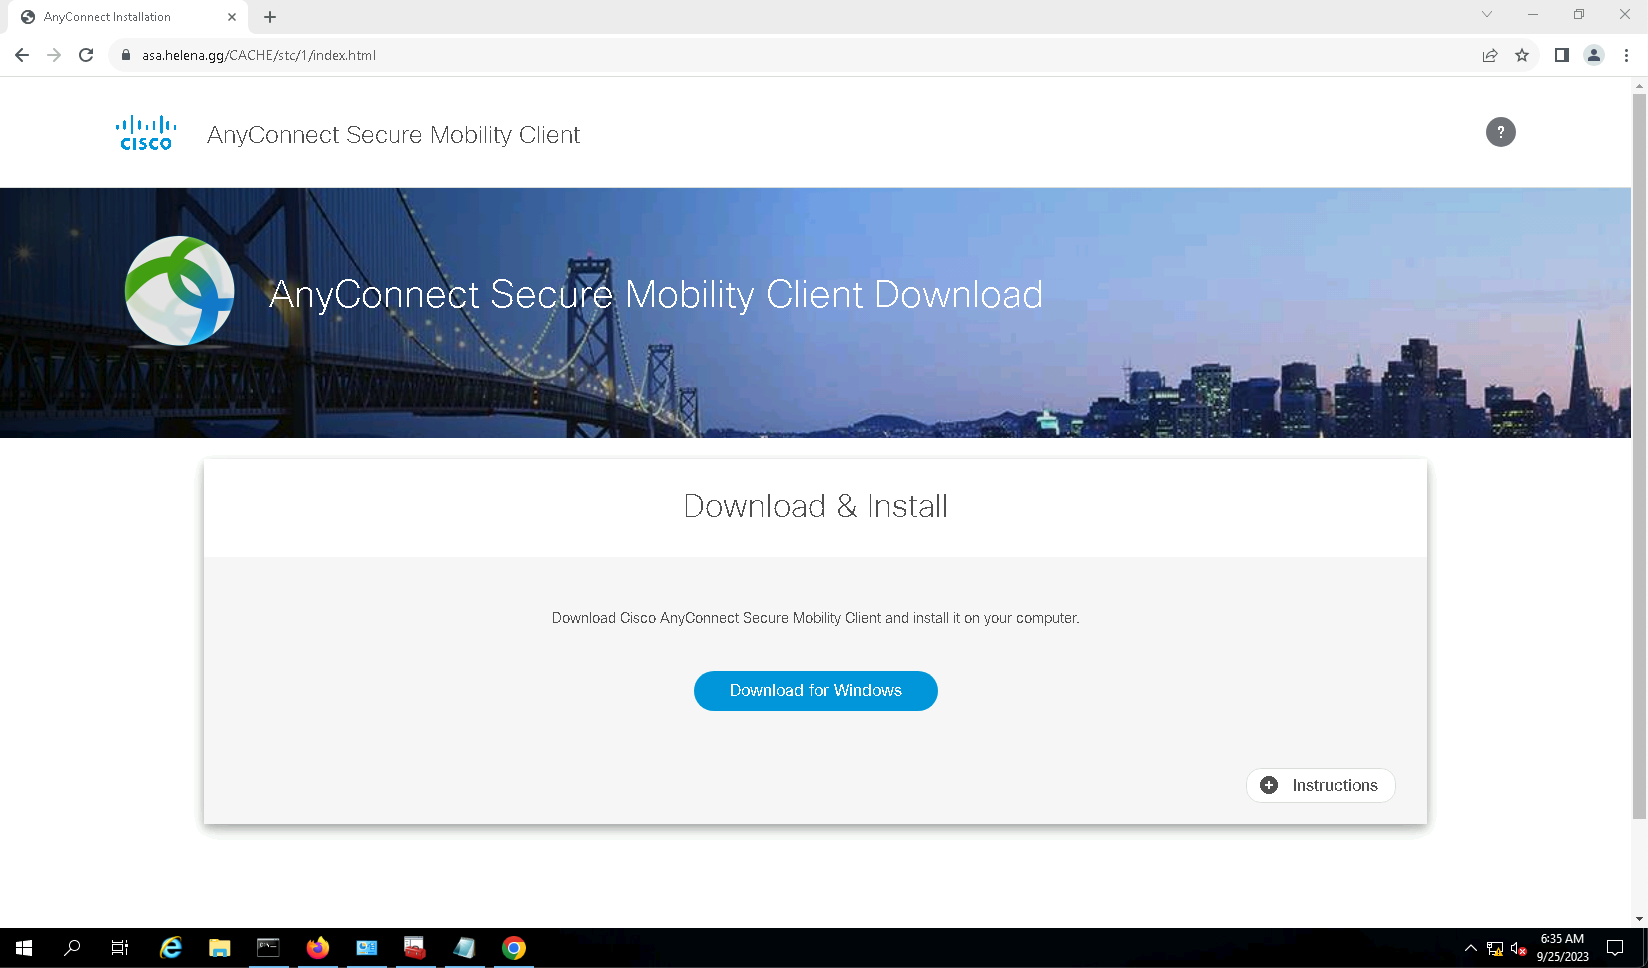 AnyConnect Installation
asa.helena.gg/CACHE/stc/1/index.html
CISCO
AnyConnect Secure Mobility Client
?
AnyConnect Secure Mobility Client Download
Download & Install
Download Cisco AnyConnect Secure Mobility Client and install it on your computer.
Download for Windows
Instructions
6:35 AM
9/25/2023